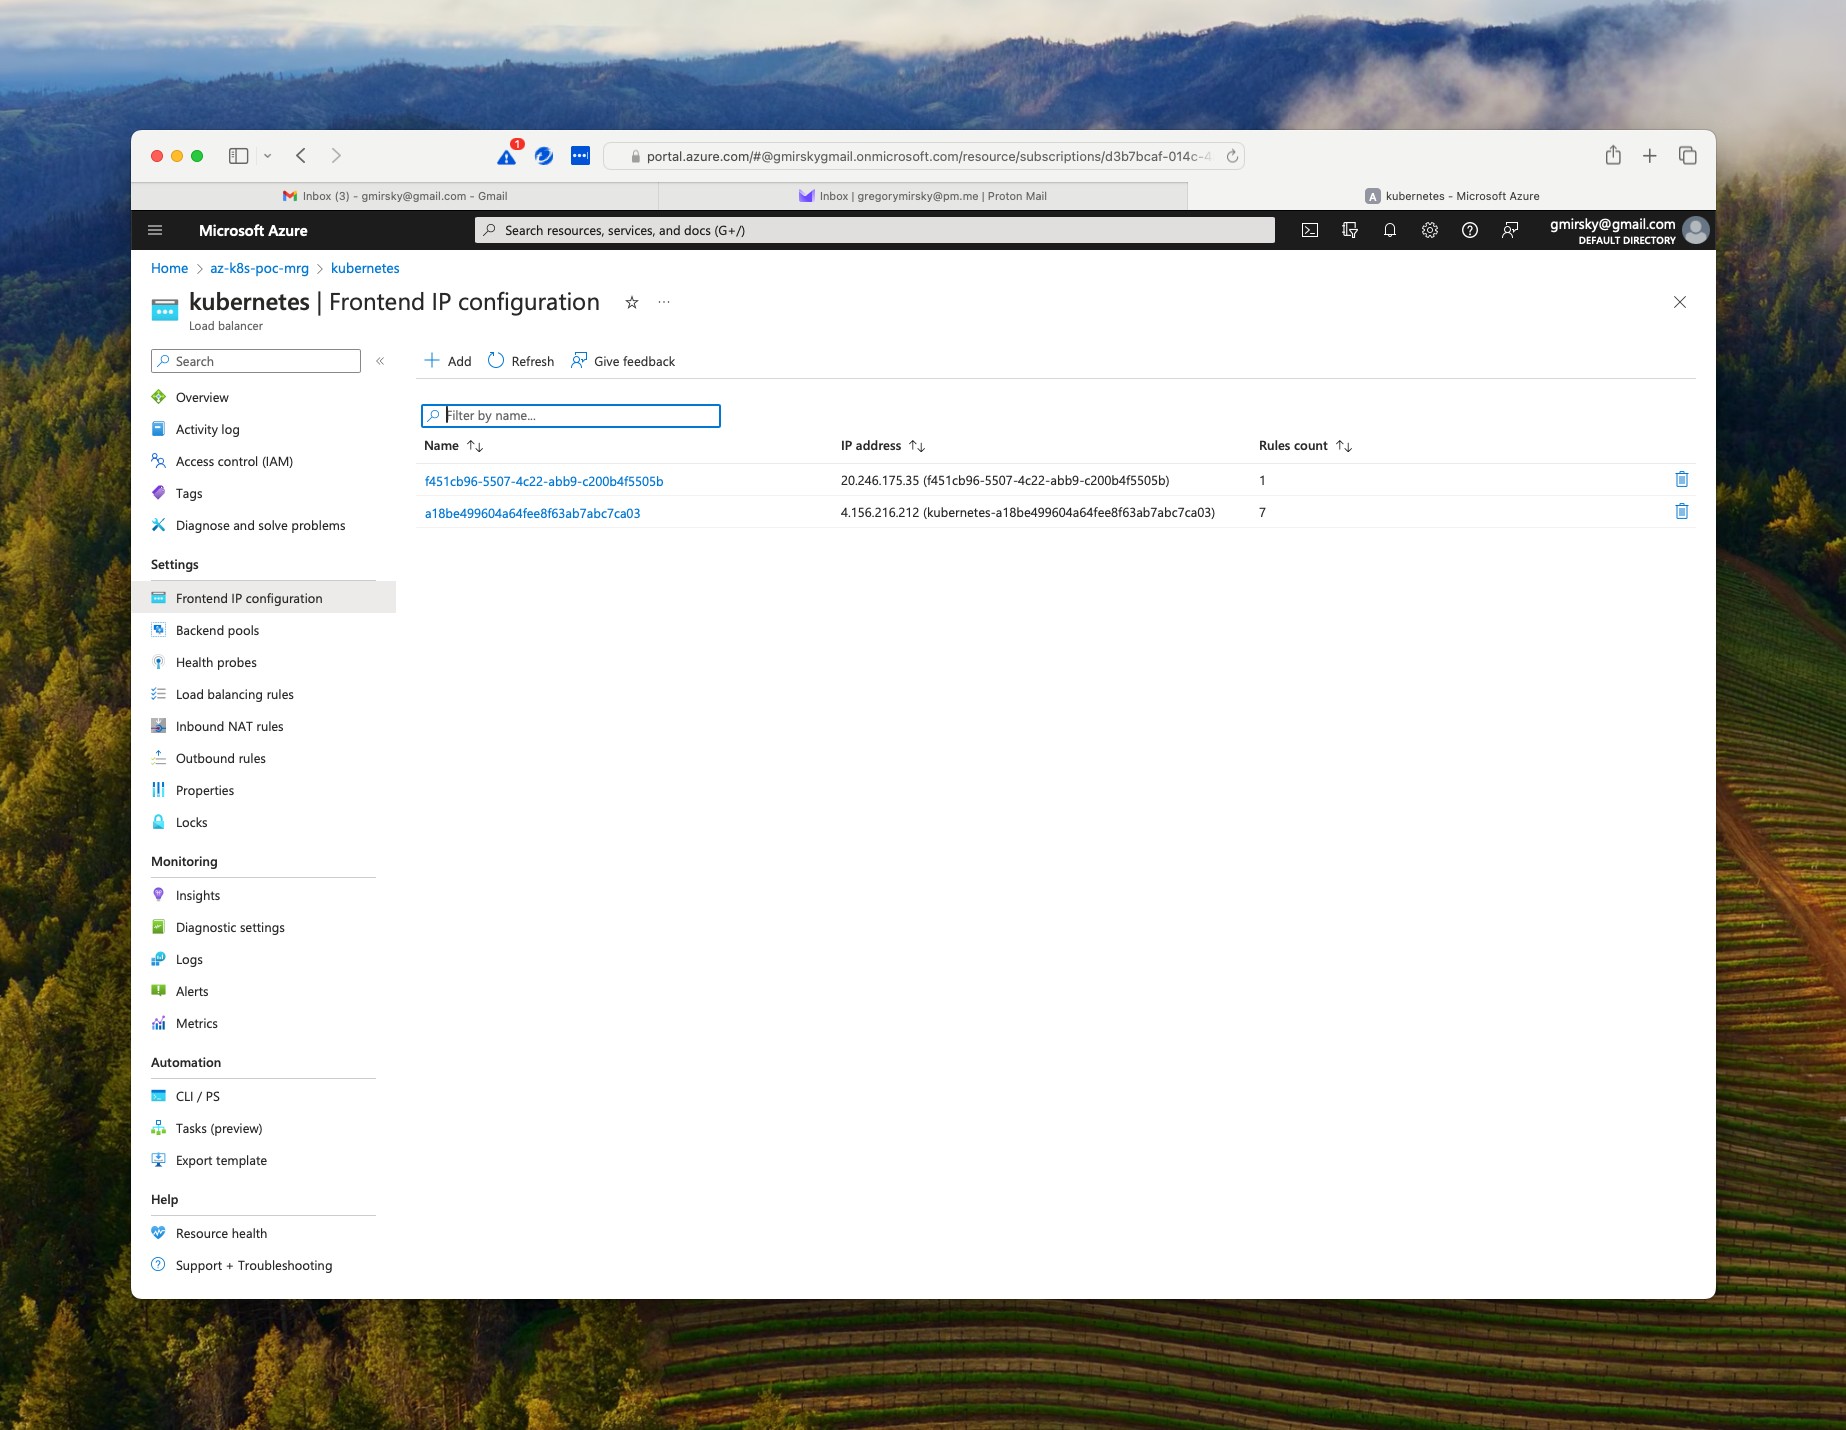 1
portal.azure.com/#@gmirskygmail.onmicrosoft.com/resource/subscriptions/d3b7bcaf-014c-4
Inbox (3) - gmirsky@gmail.com - Gmail
Inbox | gregorymirsky@pm.me | Proton Mail
A kubernetes - Microsoft Azure
Microsoft Azure
Search resources, services, and docs (G+/)
gmirsky@gmail.com
DEFAULT DIRECTORY
Home > az-k8s-poc-mrg > kubernetes
kubernetes | Frontend IP configuration
Load balancer
Search
Add
Refresh
Give feedback
Filter by name...
Name IP address Rules count
f451cb96-5507-4c22-abb9-c200b4f5505b 20.246.175.35 (f451cb96-5507-4c22-abb9-c200b4f5505b) 1
a18be499604a64fee8f63ab7abc7ca03 4.156.216.212 (kubernetes-a18be499604a64fee8f63ab7abc7ca03) 7
Overview
Activity log
Access control (IAM)
Tags
Diagnose and solve problems
Settings
Frontend IP configuration
Backend pools
Health probes
Load balancing rules
Inbound NAT rules
Outbound rules
Properties
Locks
Monitoring
Insights
Diagnostic settings
Logs
Alerts
Metrics
Automation
CLI / PS
Tasks (preview)
Export template
Help
Resource health
Support + Troubleshooting